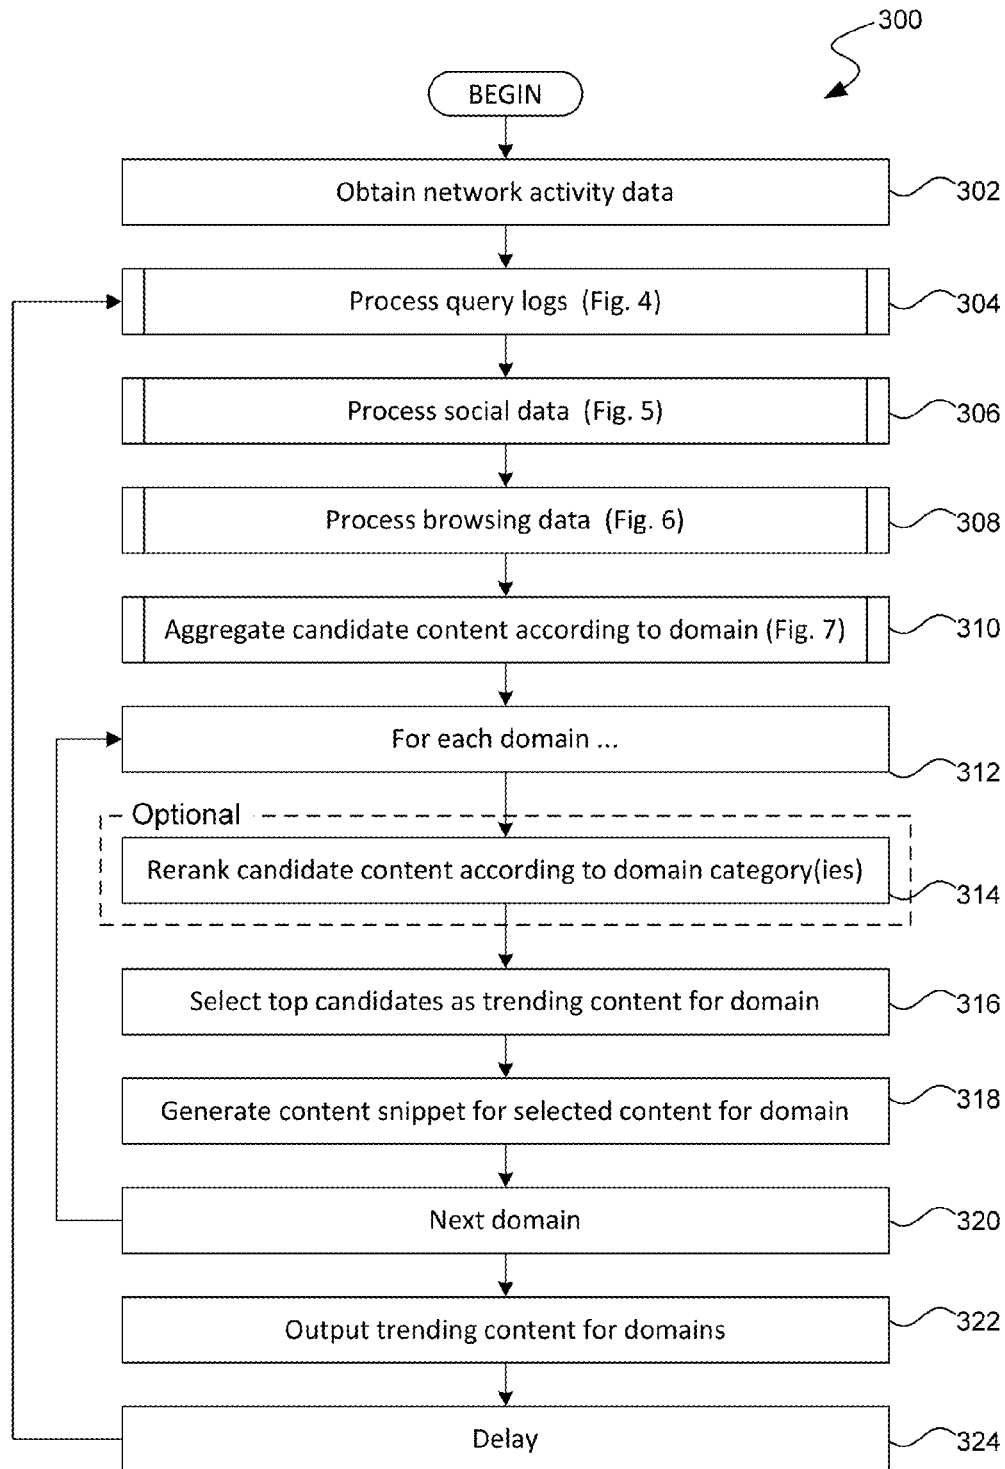 300
BEGIN
Obtain network activity data
302
Process query logs (Fig. 4)
304
Process social data (Fig. 5)
306
Process browsing data (Fig. 6)
308
Aggregate candidate content according to domain (Fig. 7)
310
For each domain ...
312
Optional
Rerank candidate content according to domain category(ies)
314
Select top candidates as trending content for domain
316
Generate content snippet for selected content for domain
318
Next domain
320
Output trending content for domains
322
Delay
324